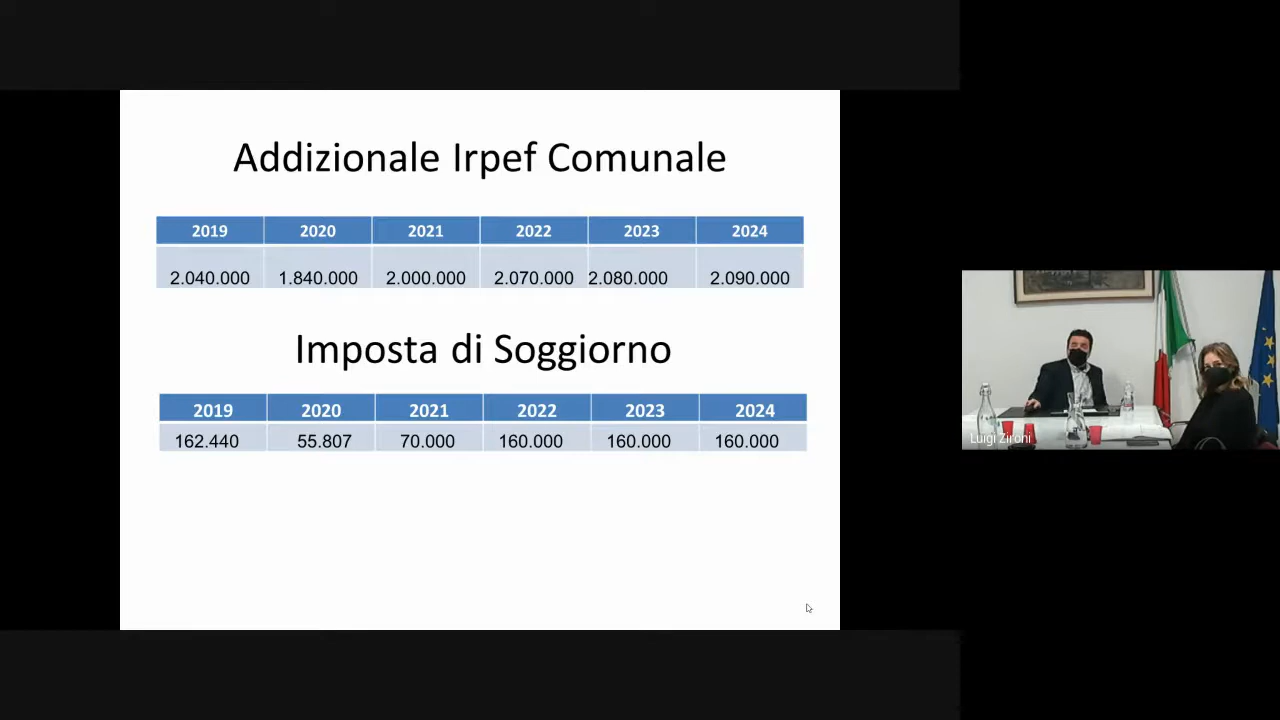 Addizionale Irpef Comunale
2019 2020 2021 2022 2023 2024
2.040.000 1.840.000 2.000.000 2.070.000 2.080.000 2.090.000
Imposta di Soggiorno
2019 2020 2021 2022 2023 2024
162.440 55.807 70.000 160.000 160.000 160.000
Luigi Zironi